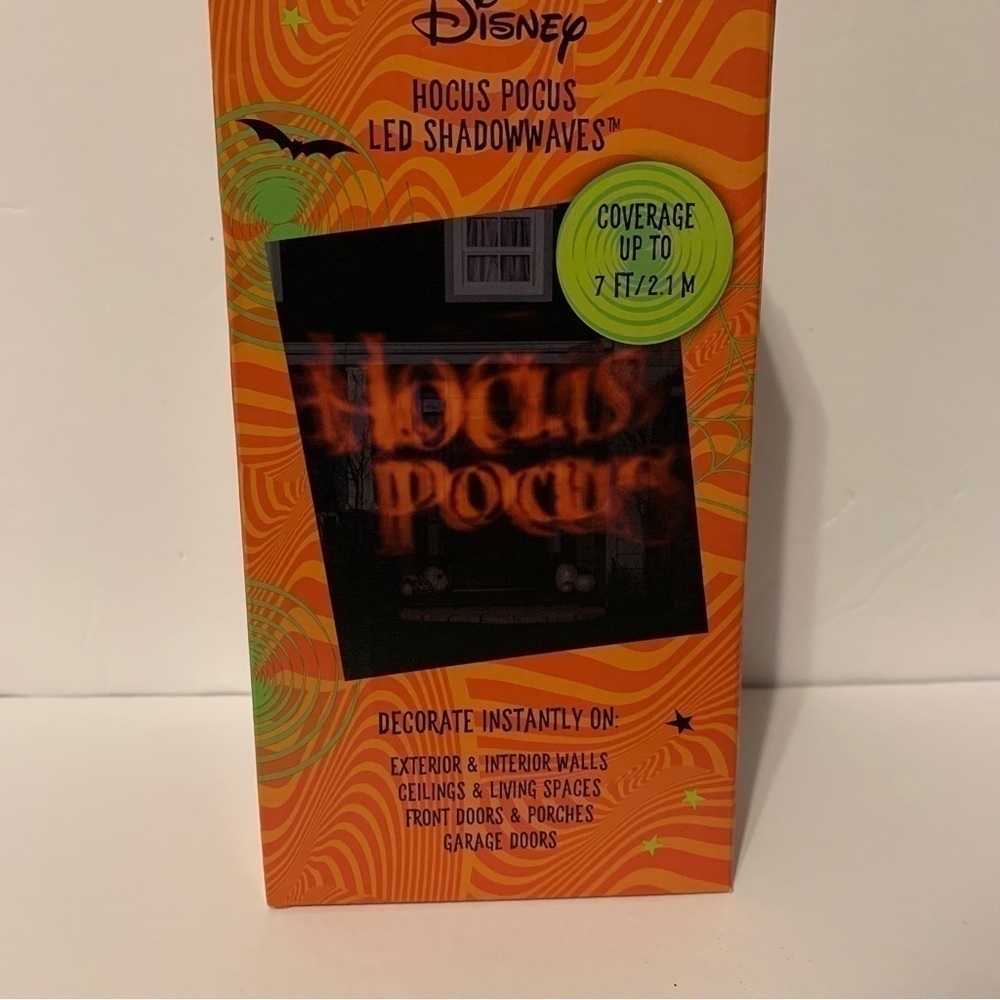 Disney
HOCUS POCUS
LED SHADOWWAVES™
COVERAGE
UP TO
7 FT/2.1 M
HOCUS
POCUS
DECORATE INSTANTLY ON:
EXTERIOR & INTERIOR WALLS
CEILINGS & LIVING SPACES
FRONT DOORS & PORCHES
GARAGE DOORS